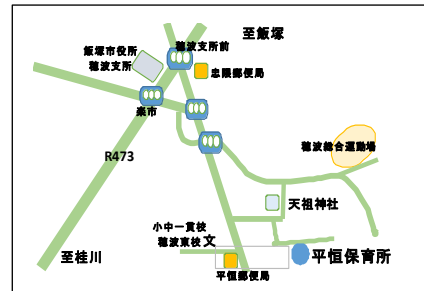 至飯塚
飯塚市役所
穂波支所
穂波支所前
忠隈郵便局
楽市
R473
穂波総合運動場
天祖神社
小中一貫校
穂波東校 文
至桂川
平恒保育所
平恒郵便局